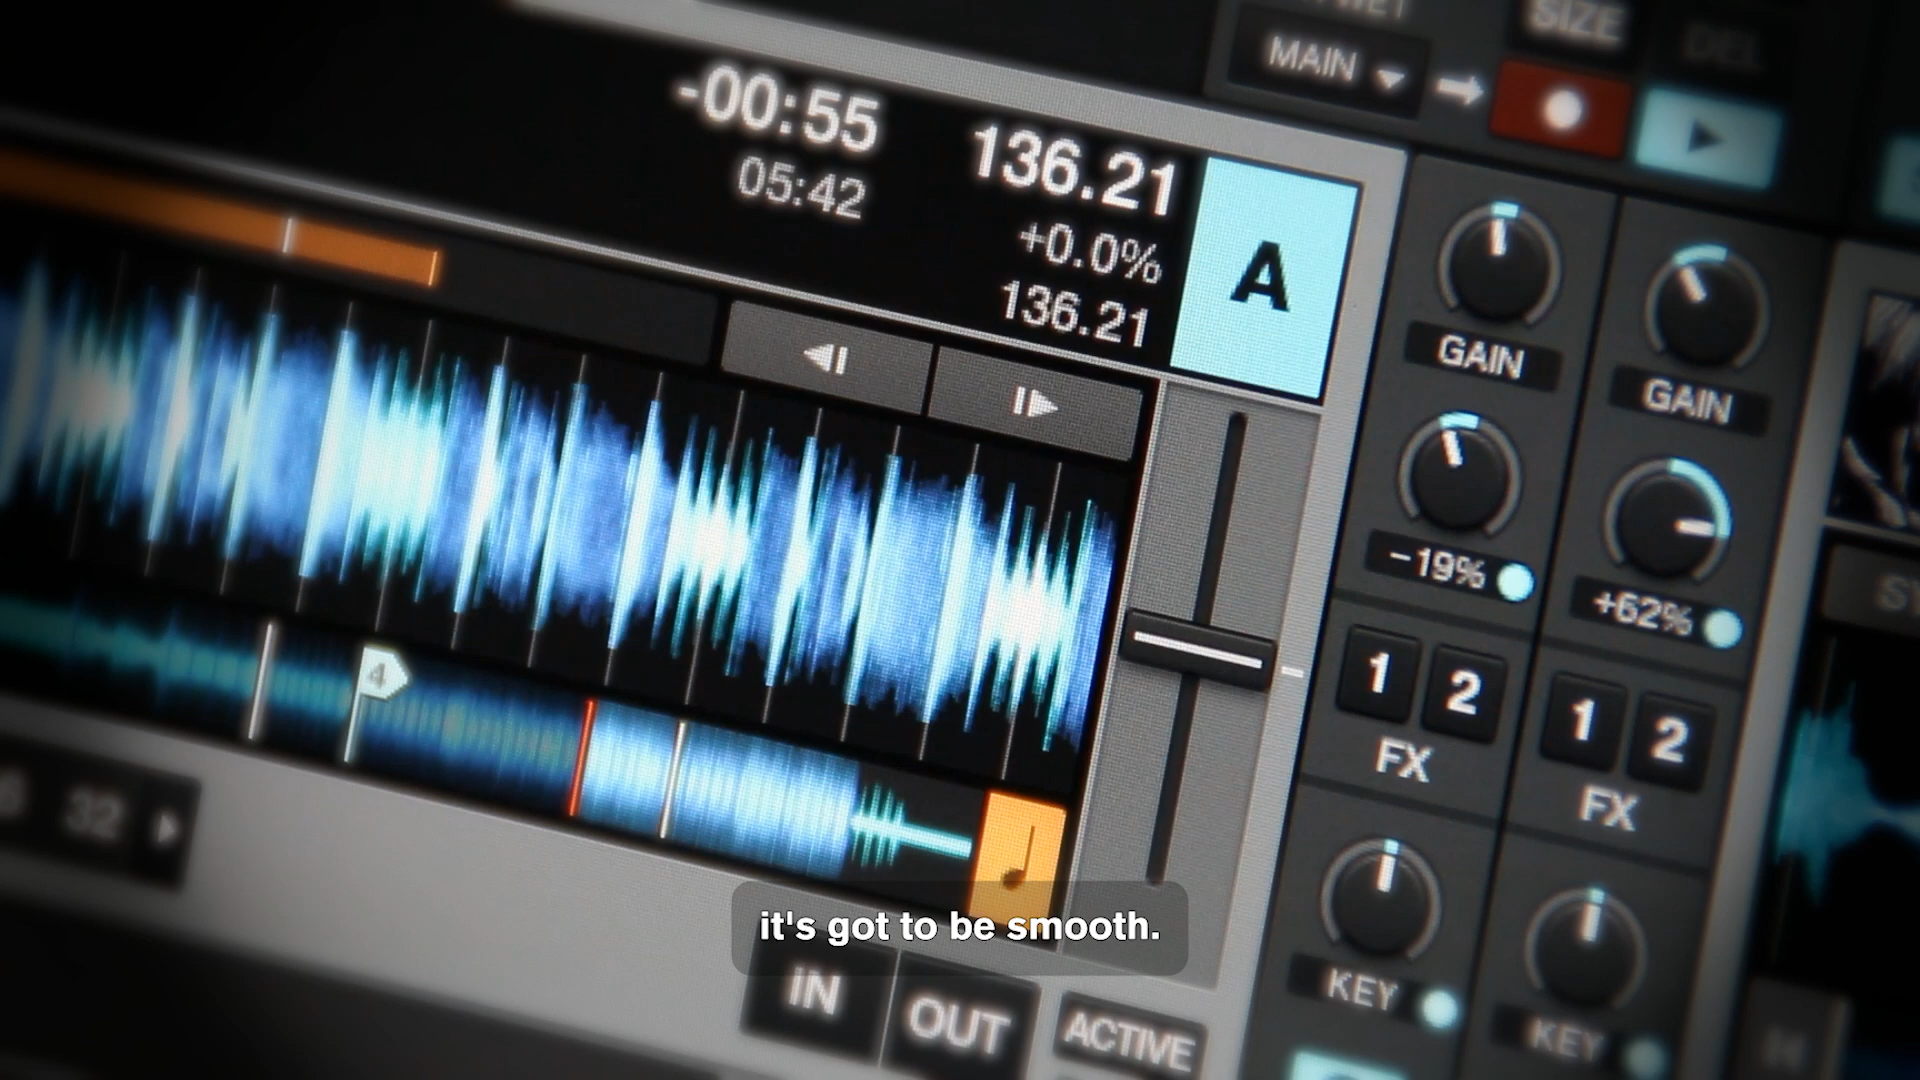 SIZE
DEL
MAIN
-00:55
136.21
05:42
+0.0%
136.21
A
GAIN
GAIN
-19%
+62%
1 2
1 2
FX
FX
4
32
it's got to be smooth.
IN
OUT
ACTIVE
KEY
KEY